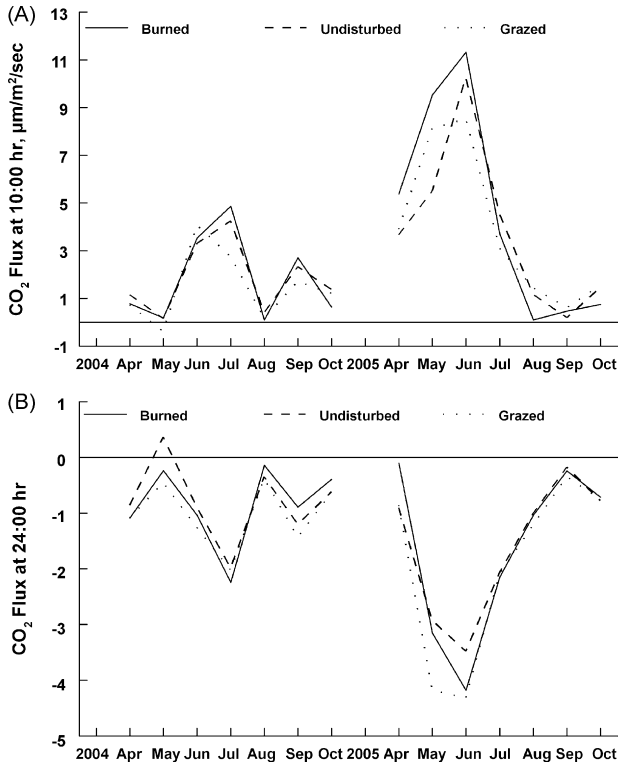 (A)
Burned Undisturbed Grazed
CO2 Flux at 10:00 hr, µm/m²/sec
13
11
9
7
5
3
1
-1
2004 Apr May Jun Jul Aug Sep Oct 2005 Apr May Jun Jul Aug Sep Oct
(B)
Burned Undisturbed Grazed
CO2 Flux at 24:00 hr
1
0
-1
-2
-3
-4
-5
2004 Apr May Jun Jul Aug Sep Oct 2005 Apr May Jun Jul Aug Sep Oct